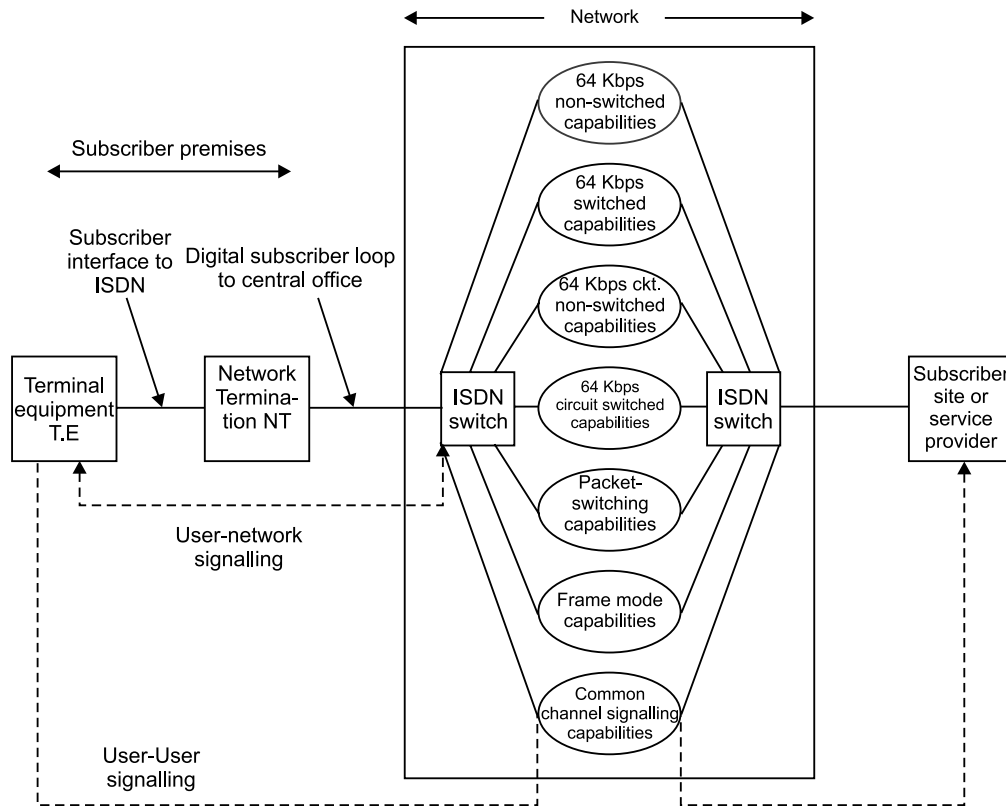 Network
64 Kbps
non-switched
capabilities
Subscriber premises
64 Kbps
switched
capabilities
Subscriber
interface to
ISDN
Digital subscriber loop
to central office
64 Kbps ckt.
non-switched
capabilities
Terminal
equipment
T.E
Network
Termina-
tion NT
ISDN
switch
64 Kbps
circuit switched
capabilities
ISDN
switch
Subscriber
site or
service
provider
Packet-
switching
capabilities
User-network
signalling
Frame mode
capabilities
Common
channel signalling
capabilities
User-User
signalling